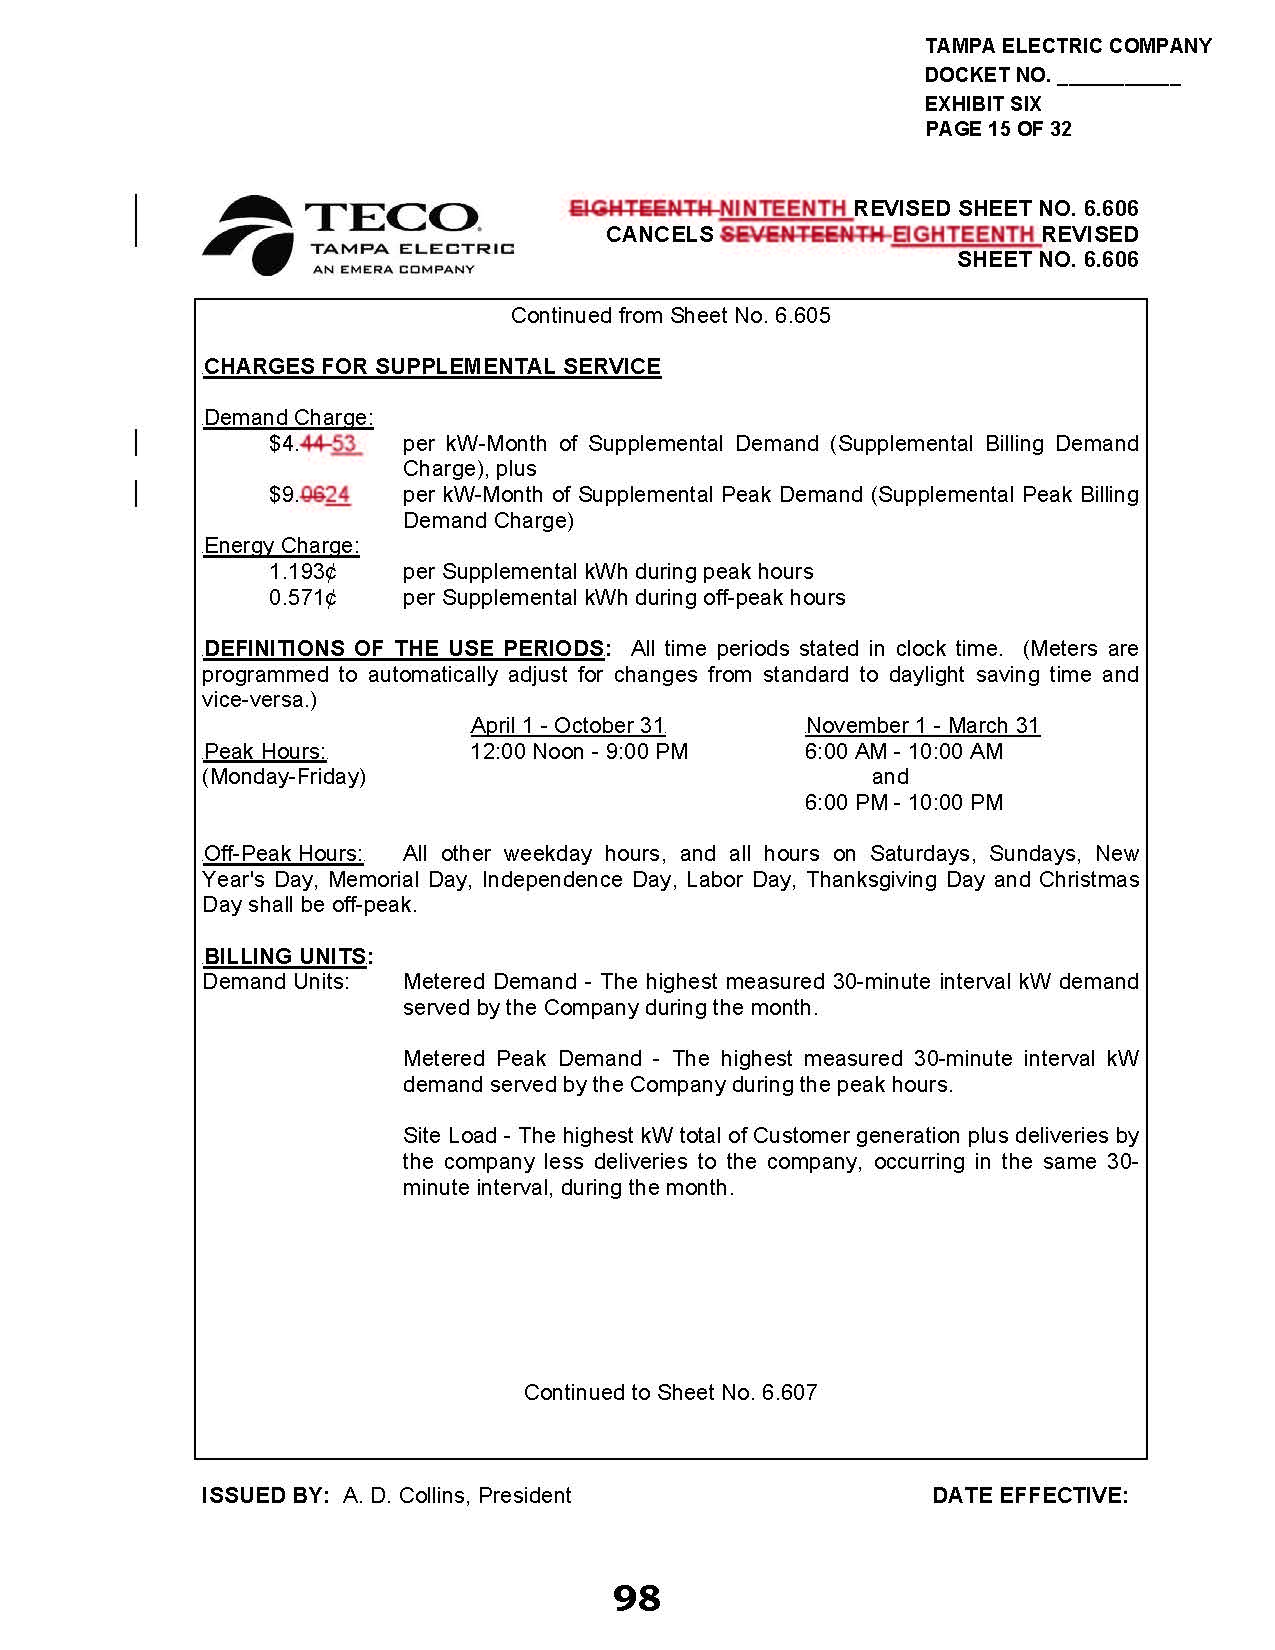 TAMPA ELECTRIC COMPANY
DOCKET NO. ___________
EXHIBIT SIX
PAGE 15 OF 32
TECO.
TAMPA ELECTRIC
AN EMERA COMPANY
EIGHTEENTH NINTEENTH REVISED SHEET NO. 6.606
CANCELS SEVENTEENTH EIGHTEENTH REVISED
SHEET NO. 6.606
Continued from Sheet No. 6.605
CHARGES FOR SUPPLEMENTAL SERVICE
Demand Charge:
$4.44 53 per kW-Month of Supplemental Demand (Supplemental Billing Demand
Charge), plus
$9.0624 per kW-Month of Supplemental Peak Demand (Supplemental Peak Billing
Demand Charge)
Energy Charge:
1.193¢ per Supplemental kWh during peak hours
0.571¢ per Supplemental kWh during off-peak hours
DEFINITIONS OF THE USE PERIODS: All time periods stated in clock time. (Meters are
programmed to automatically adjust for changes from standard to daylight saving time and
vice-versa.)
April 1 - October 31 November 1 - March 31
Peak Hours: 12:00 Noon - 9:00 PM 6:00 AM - 10:00 AM
(Monday-Friday) and
6:00 PM - 10:00 PM
Off-Peak Hours: All other weekday hours, and all hours on Saturdays, Sundays, New
Year's Day, Memorial Day, Independence Day, Labor Day, Thanksgiving Day and Christmas
Day shall be off-peak.
BILLING UNITS:
Demand Units: Metered Demand - The highest measured 30-minute interval kW demand
served by the Company during the month.
Metered Peak Demand - The highest measured 30-minute interval kW
demand served by the Company during the peak hours.
Site Load - The highest kW total of Customer generation plus deliveries by
the company less deliveries to the company, occurring in the same 30-
minute interval, during the month.
Continued to Sheet No. 6.607
ISSUED BY: A. D. Collins, President DATE EFFECTIVE:
98